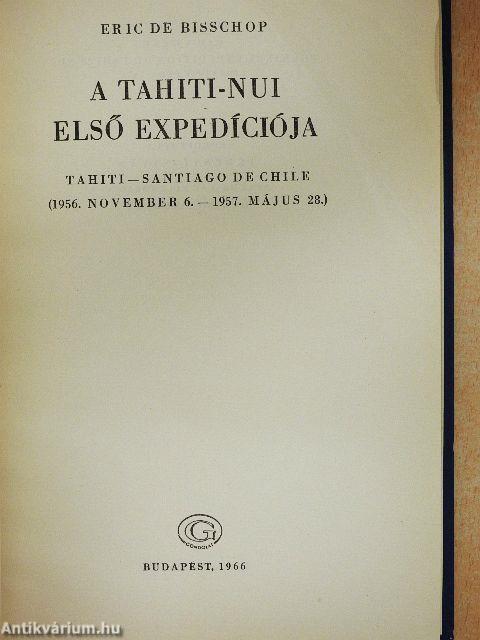 ERIC DE BISSCHOP
A TAHITI-NUI
ELSŐ EXPEDÍCIÓJA
TAHITI—SANTIAGO DE CHILE
(1956. NOVEMBER 6. — 1957. MÁJUS 28.)
G
GONDOLAT
BUDAPEST, 1966
Antikvárium.hu